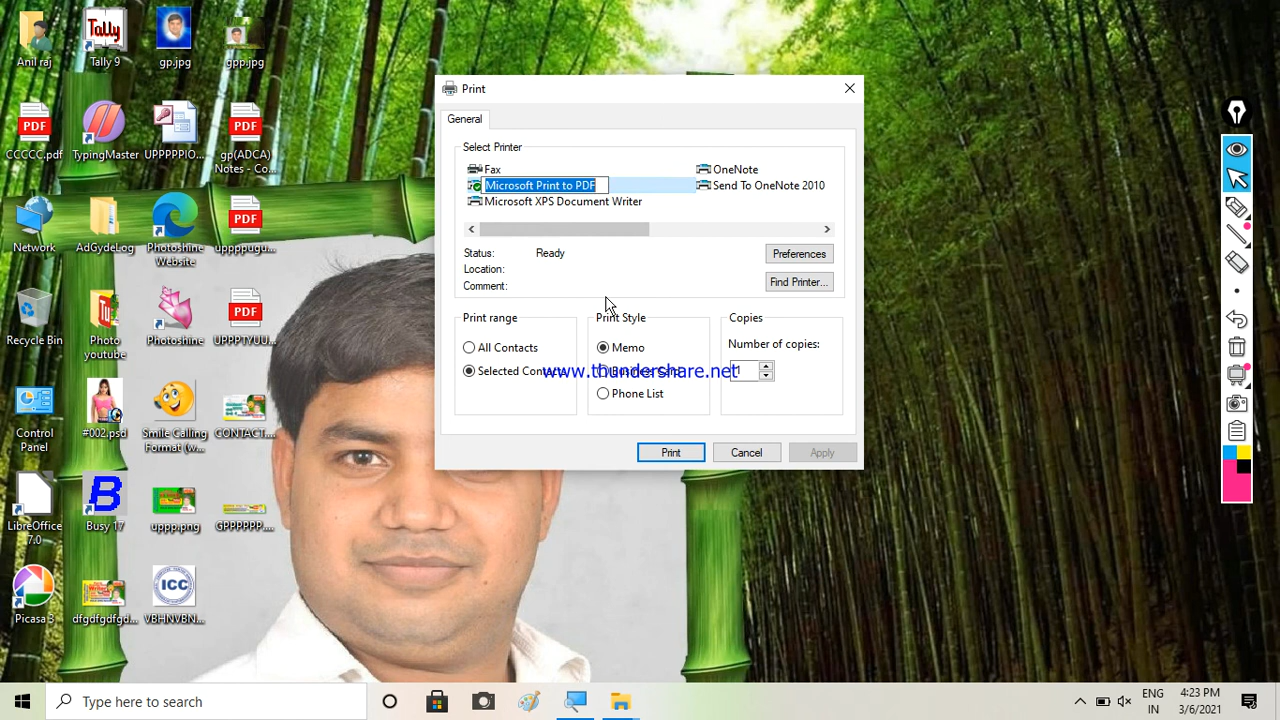 Anil raj
Tally
Tally 9
gp.jpg
gpp.jpg
PDF
CCCCC.pdf
TypingMaster
UPPPPPIO...
PDF
gp(ADCA)
Notes - Co...
Network
AdGydeLog
Photoshine
Website
PDF
uppppugu...
Recycle Bin
Photo
youtube
Photoshine
PDF
UPPPTYUU...
Control
Panel
#002.psd
Smile Calling
Format (w...
CONTACT....
LibreOffice
7.0
B
Busy 17
uppp.png
GPPPPPP....
Picasa 3
dfgdfgdfgd...
ICC
VBHNVBN...
Print
General
Select Printer
Fax
OneNote
Microsoft Print to PDF
Send To OneNote 2010
Microsoft XPS Document Writer
Status: Ready
Preferences
Location:
Comment:
Find Printer...
Print range
All Contacts
Print Style
Memo
Phone List
Copies
Number of copies:
1
www.thundershare.net
Print
Cancel
Apply
Type here to search
ENG
IN
4:23 PM
3/6/2021